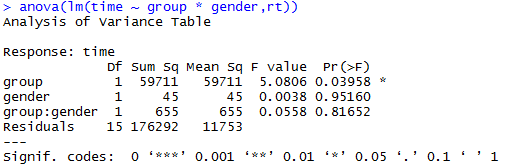 > anova(lm(time ~ group * gender,rt))
Analysis of Variance Table
Response: time
Df Sum Sq Mean Sq F value Pr(>F)
group 1 59711 59711 5.0806 0.03958 *
gender 1 45 45 0.0038 0.95160
group:gender 1 655 655 0.0558 0.81652
Residuals 15 176292 11753
---
Signif. codes: 0 ‘***’ 0.001 ‘**’ 0.01 ‘*’ 0.05 ‘.’ 0.1 ‘ ’ 1